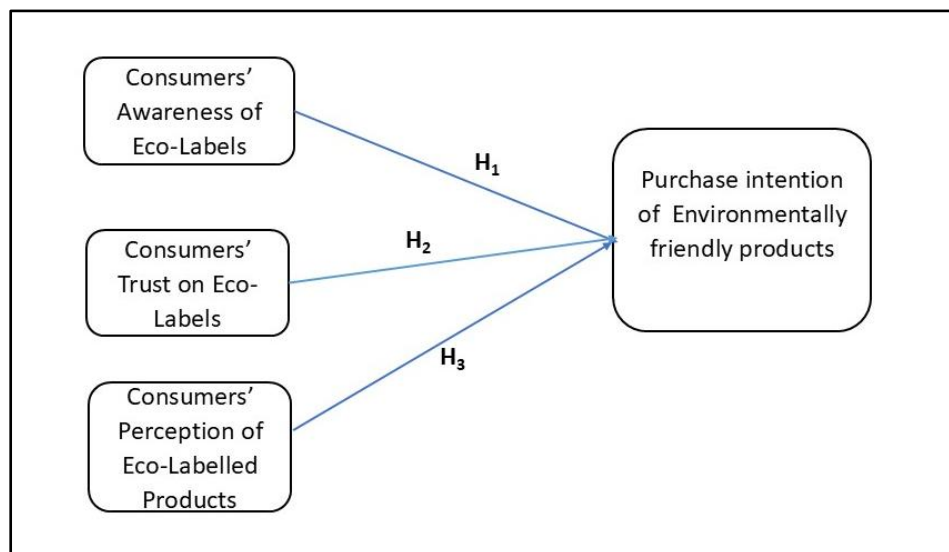 Consumers’
Awareness of
Eco-Labels
H₁
Purchase intention
of Environmentally
friendly products
Consumers’
Trust on Eco-
Labels
H₂
Consumers’
Perception of
Eco-Labelled
Products
H₃